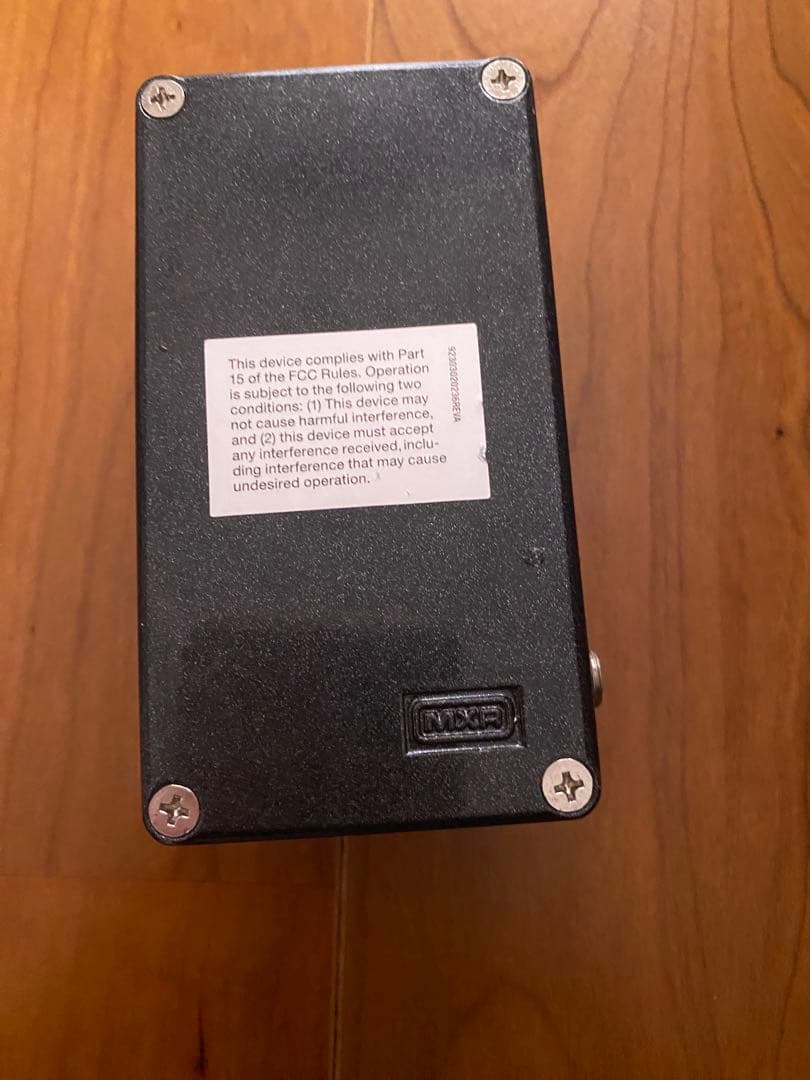 This device complies with Part
15 of the FCC Rules. Operation
is subject to the following two
conditions: (1) This device may
not cause harmful interference,
and (2) this device must accept
any interference received, inclu-
ding interference that may cause
undesired operation.
92303020236REVA
MXR